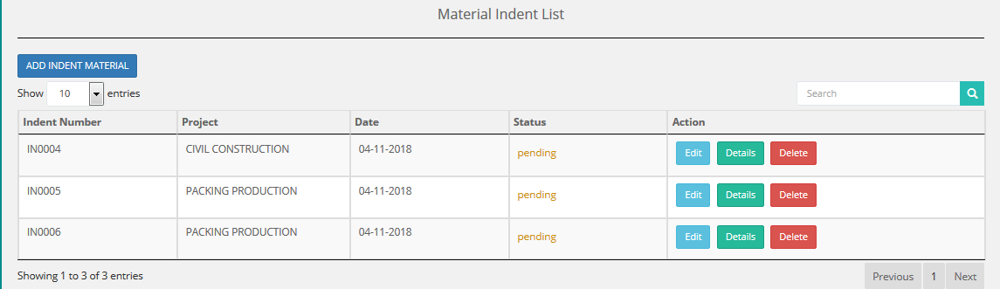 Material Indent List
ADD INDENT MATERIAL
Show 10 entries
Search
Indent Number Project Date Status Action
IN0004 CIVIL CONSTRUCTION 04-11-2018 pending Edit Details Delete
IN0005 PACKING PRODUCTION 04-11-2018 pending Edit Details Delete
IN0006 PACKING PRODUCTION 04-11-2018 pending Edit Details Delete
Showing 1 to 3 of 3 entries
Previous 1 Next